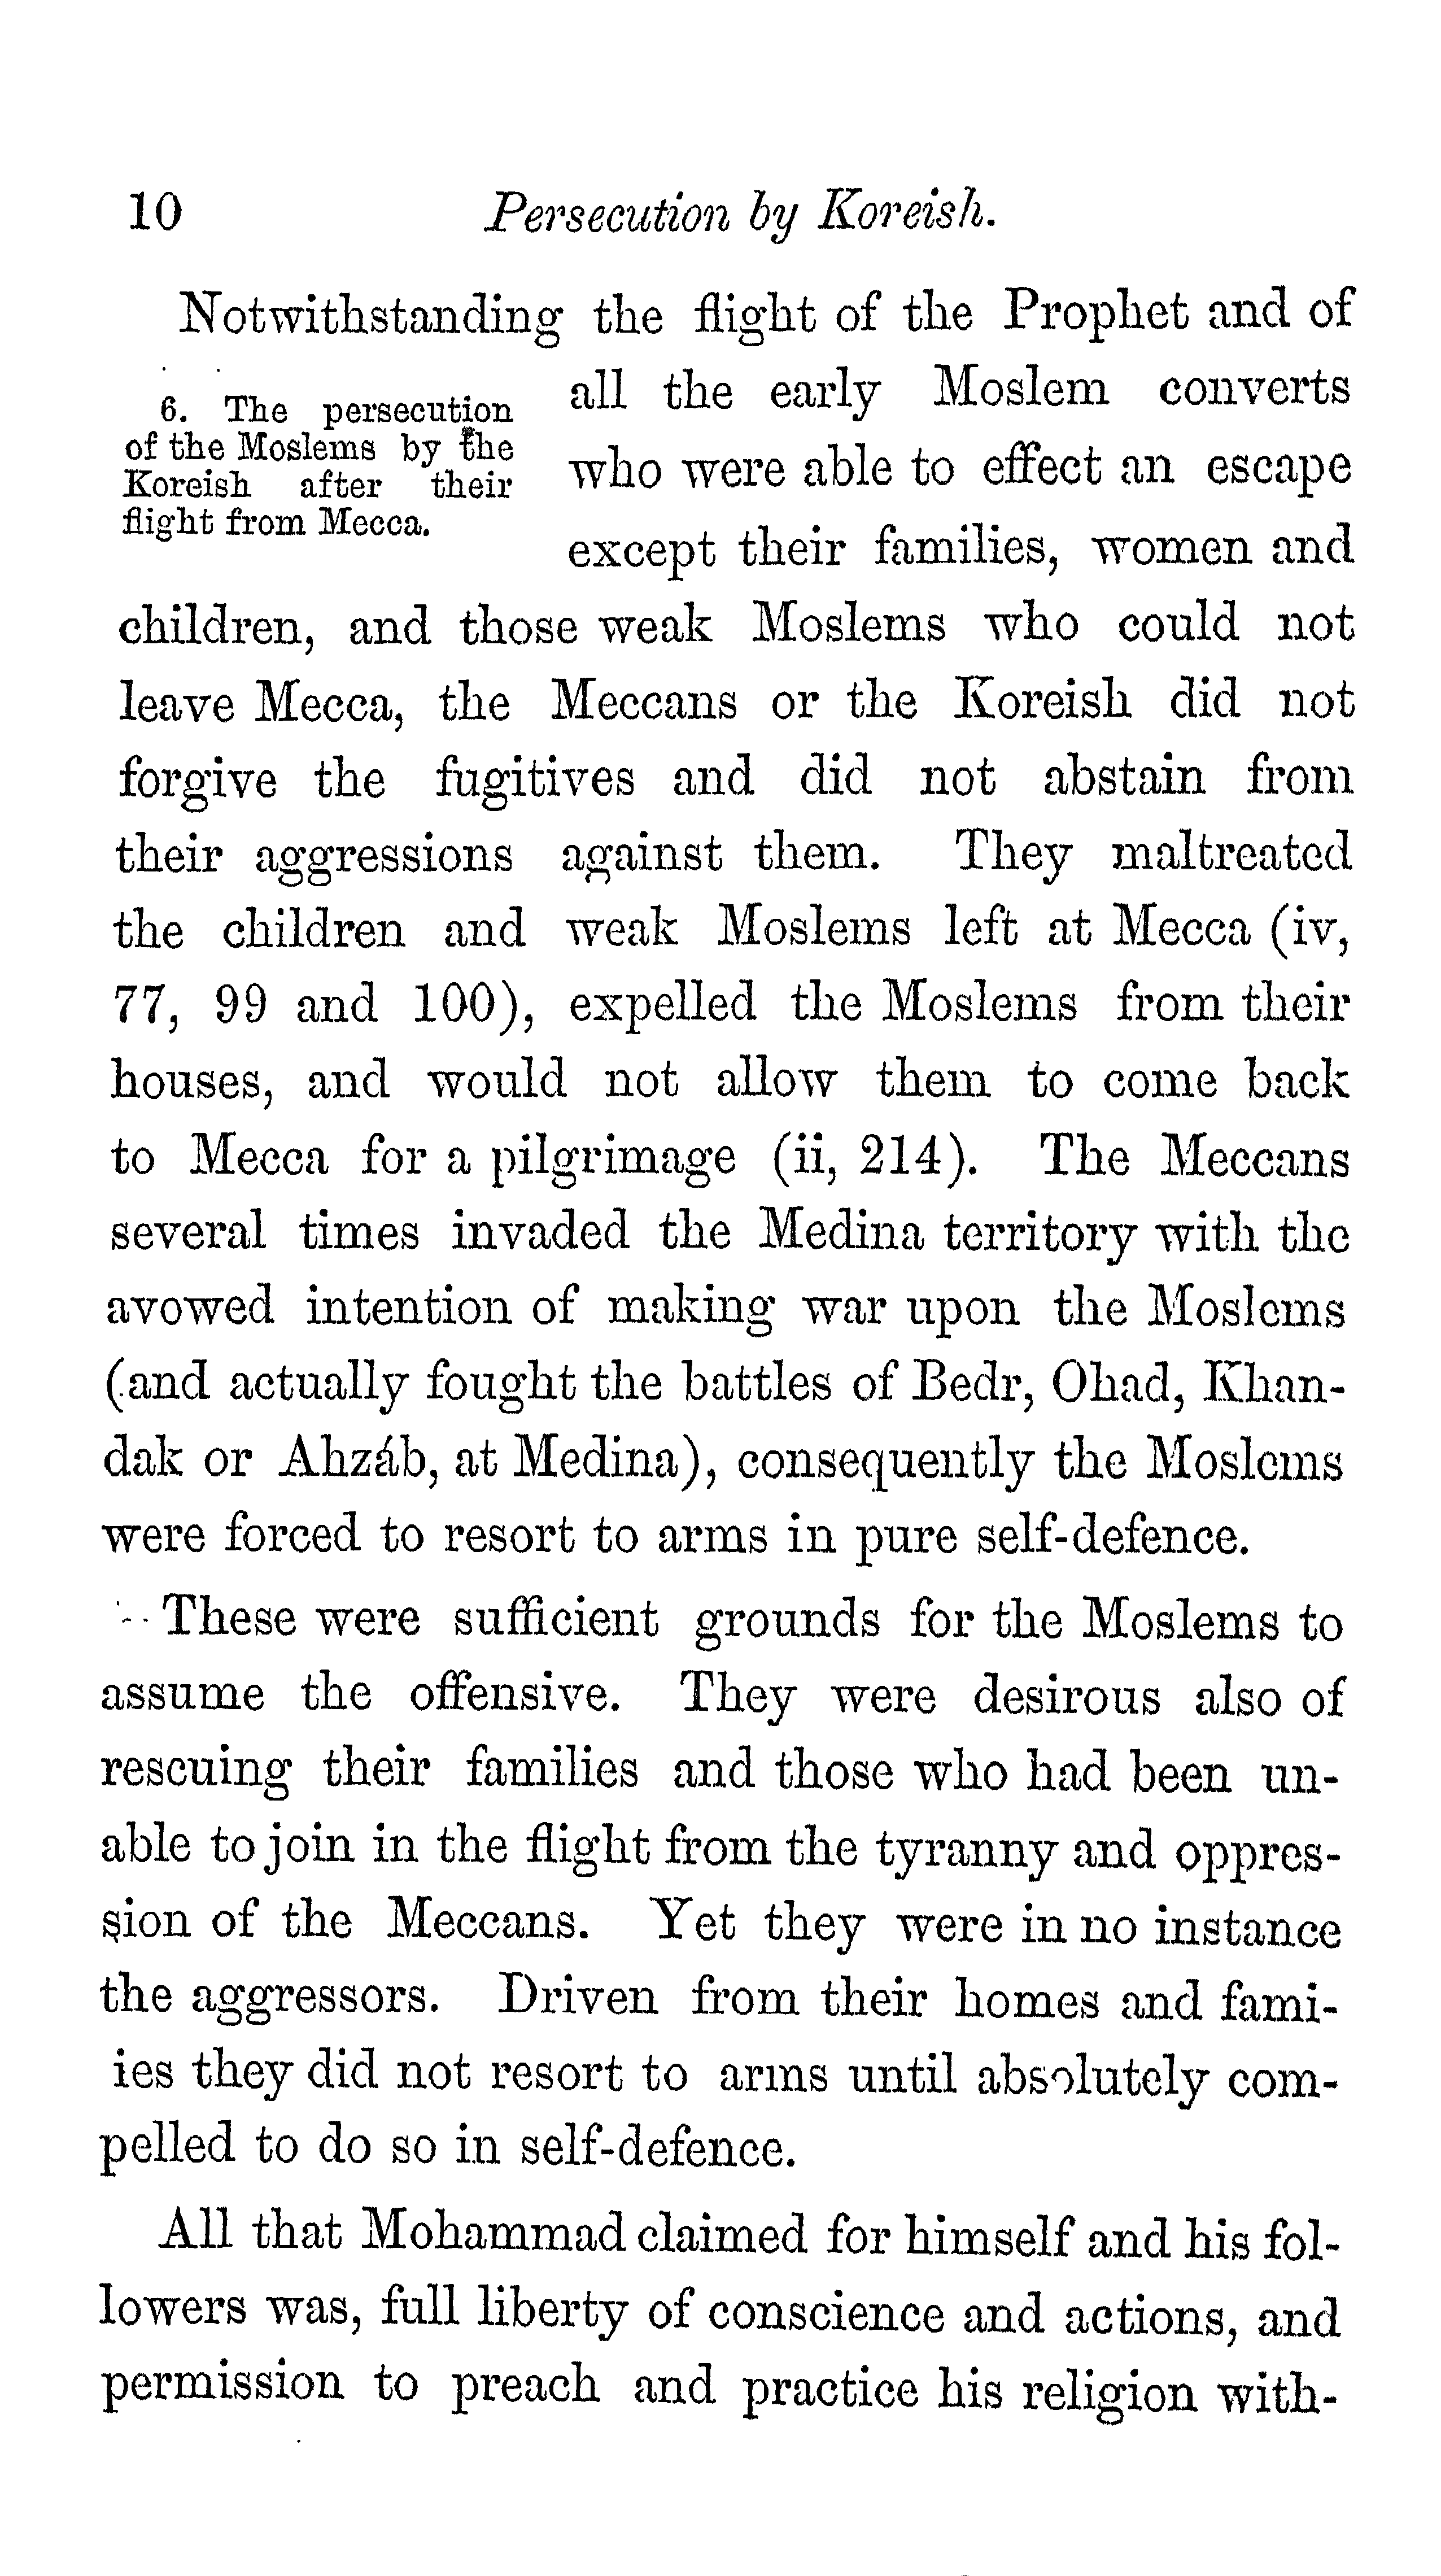 10 Persecution by Koreish.
Notwithstanding the flight of the Prophet and of
6. The persecution
of the Moslems by the
Koreish after their
flight from Mecca.
all the early Moslem converts
who were able to effect an escape
except their families, women and
children, and those weak Moslems who could not
leave Mecca, the Meccans or the Koreish did not
forgive the fugitives and did not abstain from
their aggressions against them. They maltreated
the children and weak Moslems left at Mecca (iv,
77, 99 and 100), expelled the Moslems from their
houses, and would not allow them to come back
to Mecca for a pilgrimage (ii, 214). The Meccans
several times invaded the Medina territory with the
avowed intention of making war upon the Moslems
(and actually fought the battles of Bedr, Ohad, Khan-
dak or Ahzáb, at Medina), consequently the Moslems
were forced to resort to arms in pure self-defence.
These were sufficient grounds for the Moslems to
assume the offensive. They were desirous also of
rescuing their families and those who had been un-
able to join in the flight from the tyranny and oppres-
sion of the Meccans. Yet they were in no instance
the aggressors. Driven from their homes and fami-
ies they did not resort to arms until absolutely com-
pelled to do so in self-defence.
All that Mohammad claimed for himself and his fol-
lowers was, full liberty of conscience and actions, and
permission to preach and practice his religion with-